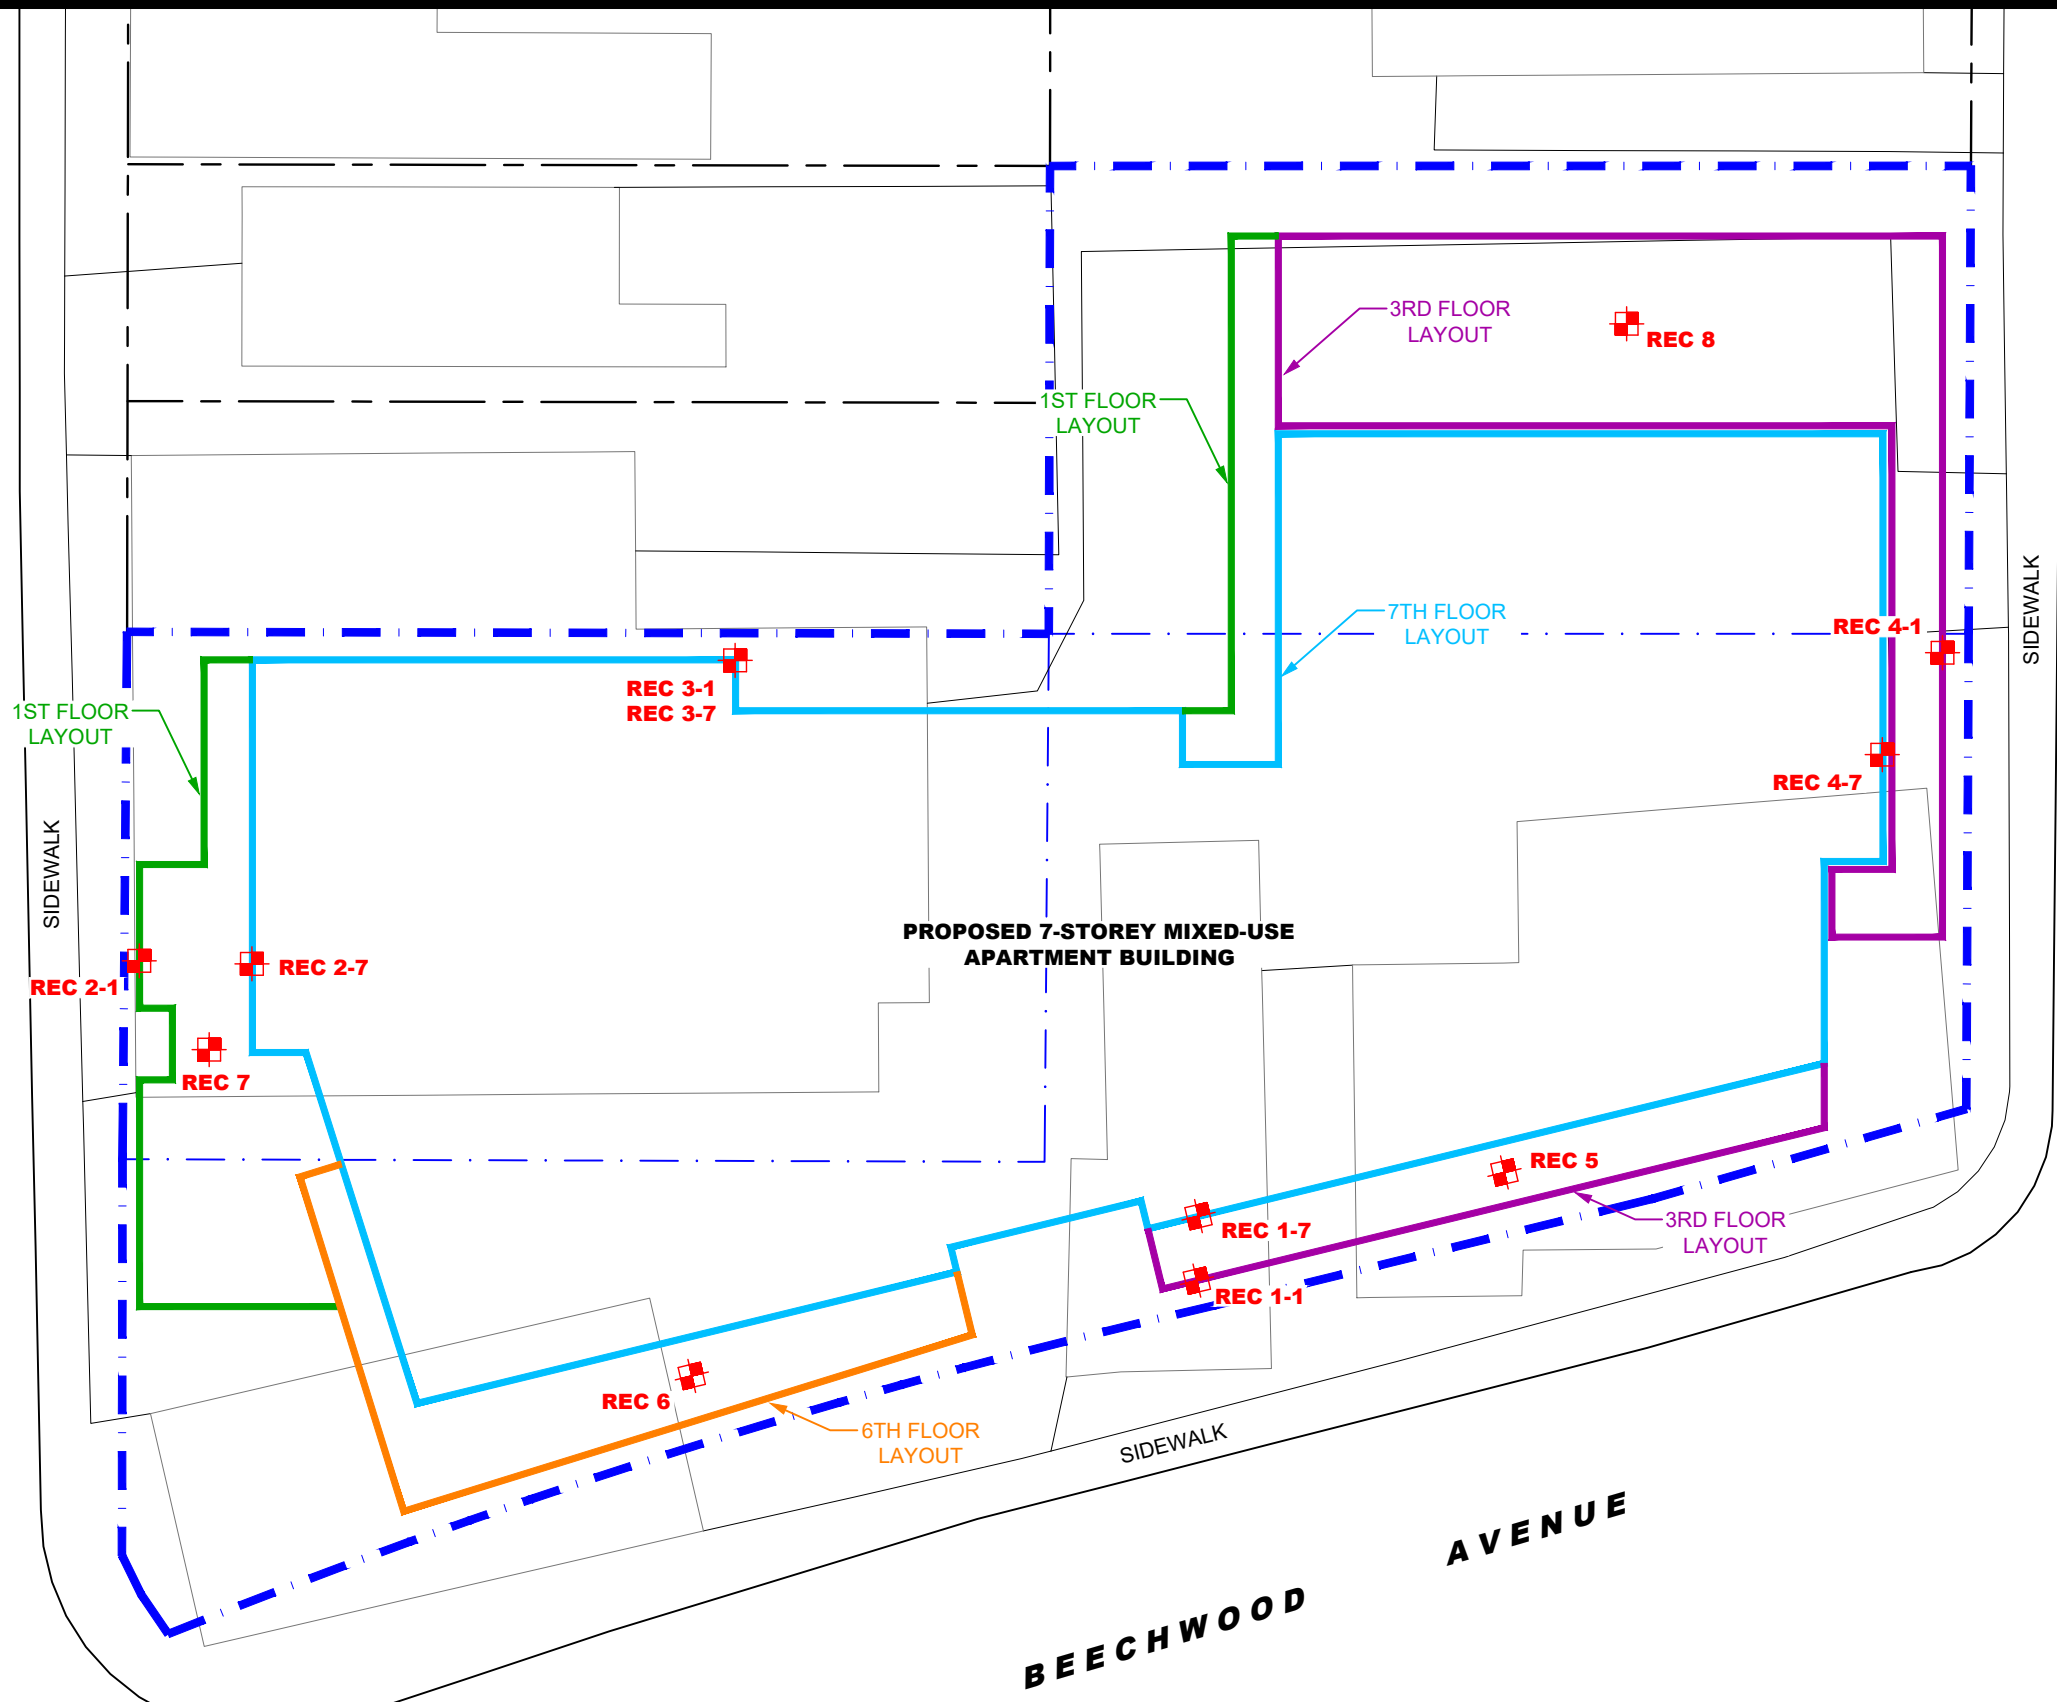 3RD FLOOR
LAYOUT
REC 8
1ST FLOOR
LAYOUT
7TH FLOOR
LAYOUT
REC 4-1
SIDEWALK
REC 3-1
REC 3-7
1ST FLOOR
LAYOUT
REC 4-7
SIDEWALK
PROPOSED 7-STOREY MIXED-USE
APARTMENT BUILDING
REC 2-7
REC 2-1
REC 7
REC 5
3RD FLOOR
LAYOUT
REC 1-7
REC 1-1
REC 6
6TH FLOOR
LAYOUT
SIDEWALK
BEECHWOOD AVENUE